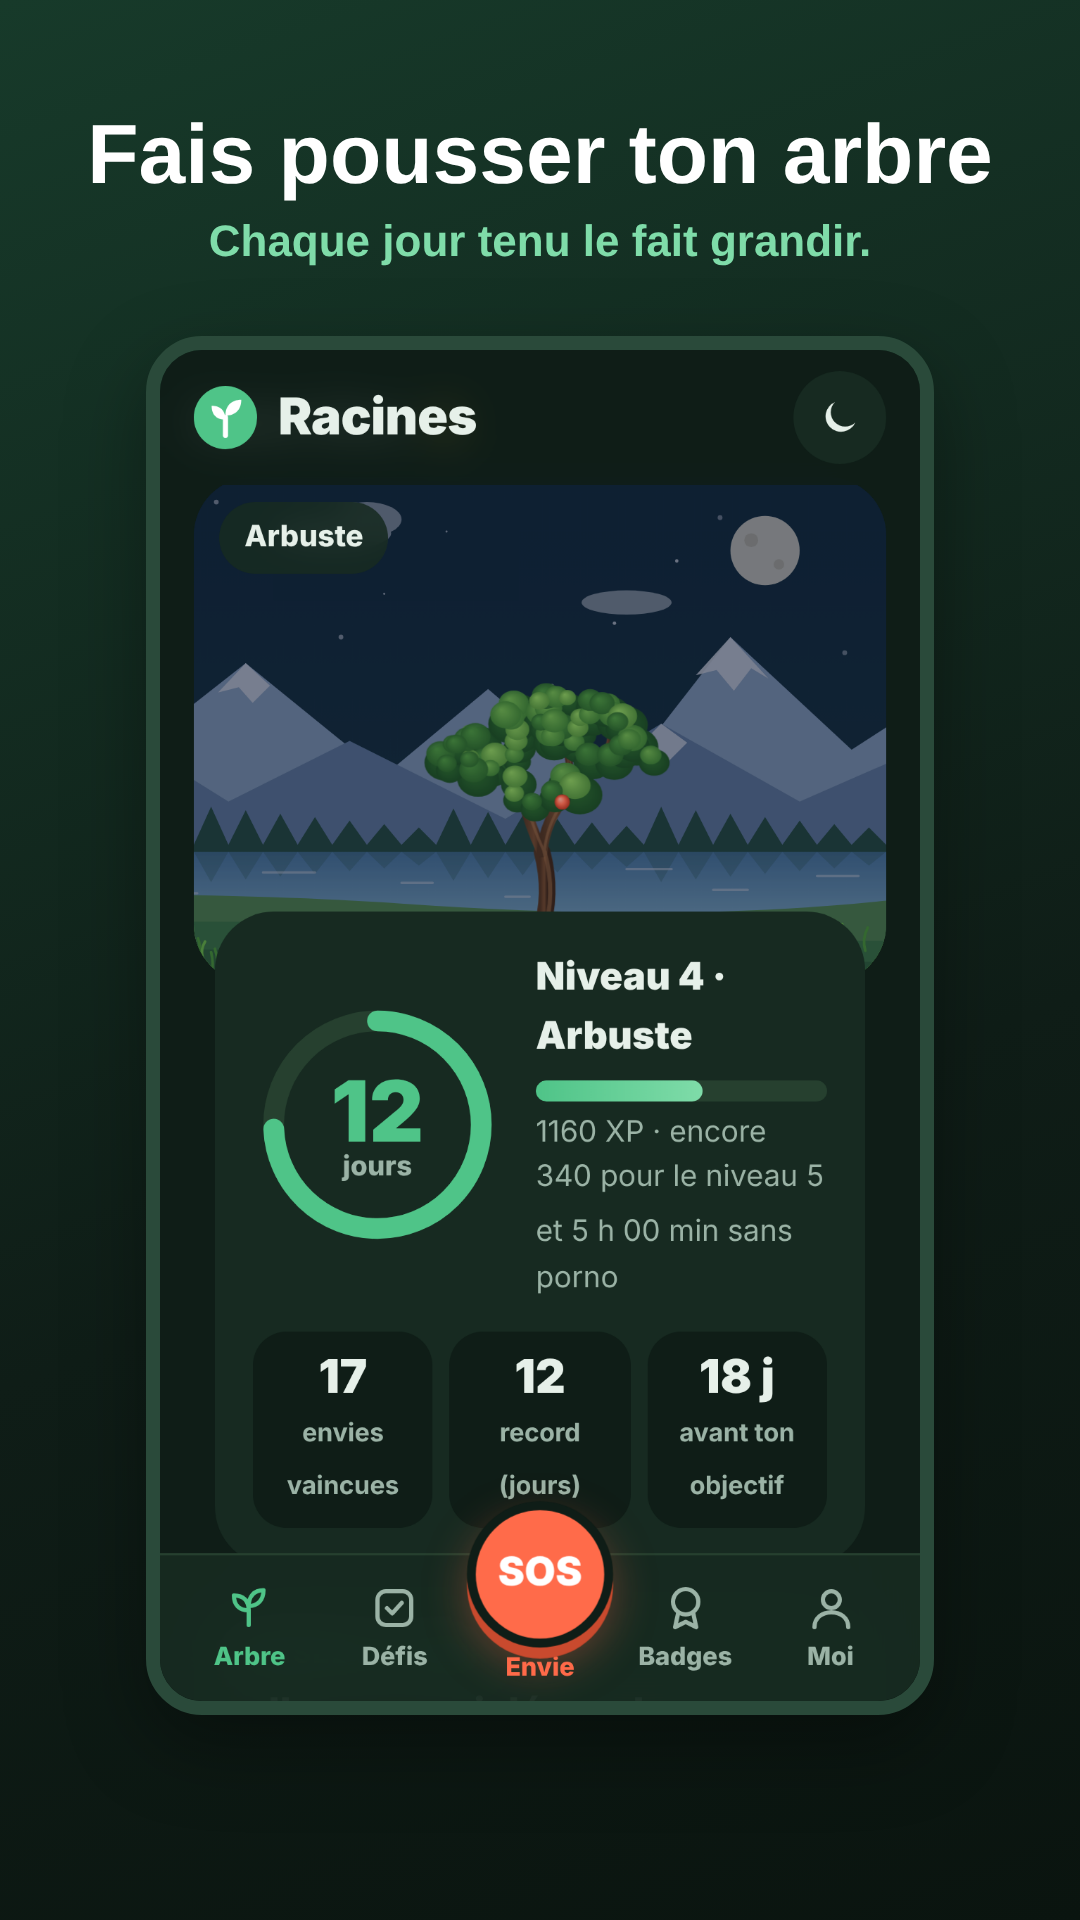 Fais pousser ton arbre
Chaque jour tenu le fait grandir.
Racines
Arbuste
Niveau 4 ·
Arbuste
12
jours
1160 XP · encore
340 pour le niveau 5
et 5 h 00 min sans
porno
17
envies
vaincues
12
record
(jours)
18 j
avant ton
objectif
SOS
Arbre
Défis
Envie
Badges
Moi